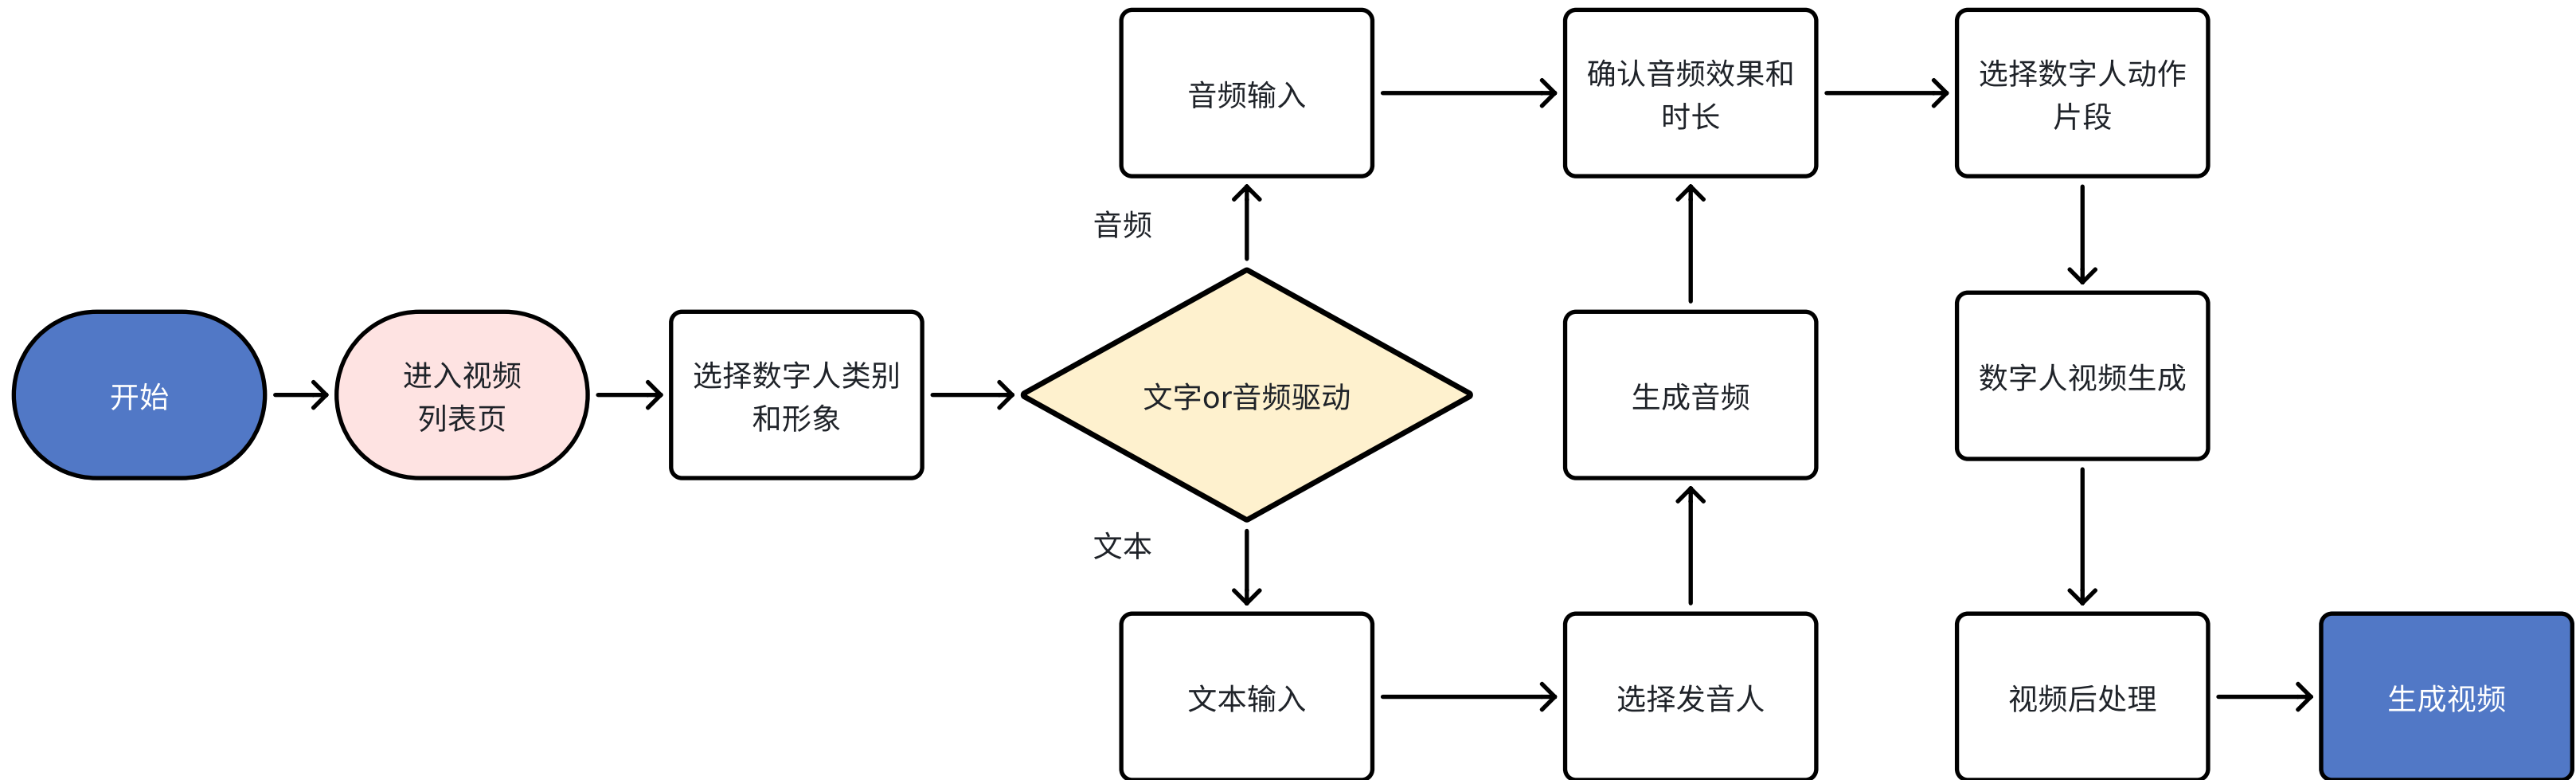 音频输入
确认音频效果和
时长
选择数字人动作
片段
音频
开始
进入视频
列表页
选择数字人类别
和形象
文字or音频驱动
生成音频
数字人视频生成
文本
文本输入
选择发音人
视频后处理
生成视频